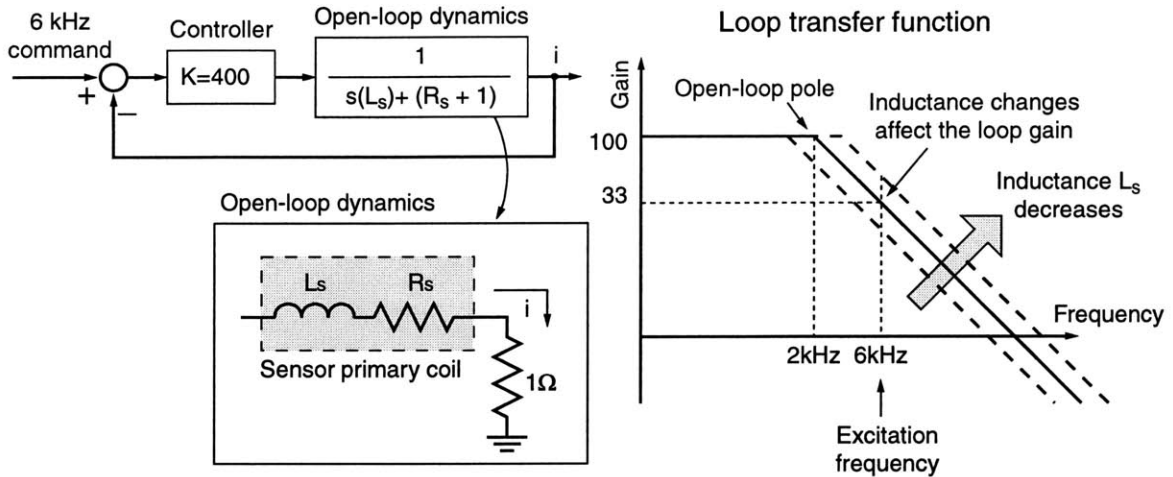 Open-loop dynamics
Loop transfer function
6 kHz
command
Controller
K=400
1
s(Ls)+ (Rs + 1)
i
+
−
Open-loop dynamics
Ls
Rs
i
Sensor primary coil
1Ω
Gain
Open-loop pole
Inductance changes
affect the loop gain
100
33
Inductance Ls
decreases
Frequency
2kHz
6kHz
Excitation
frequency